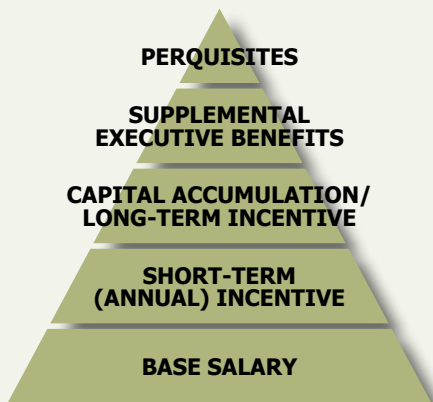 PERQUISITES
SUPPLEMENTAL
EXECUTIVE BENEFITS
CAPITAL ACCUMULATION/
LONG-TERM INCENTIVE
SHORT-TERM
(ANNUAL) INCENTIVE
BASE SALARY